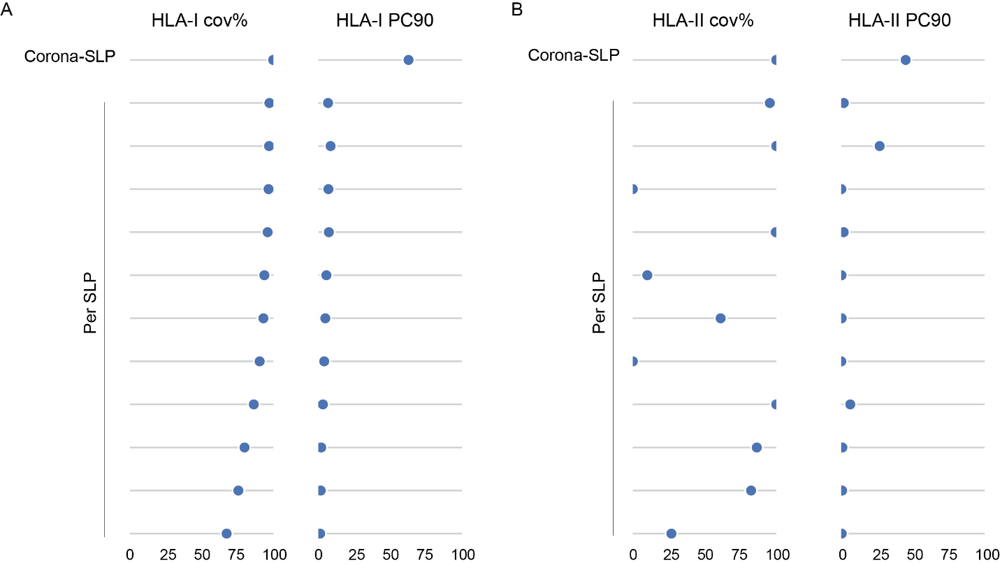 A
HLA-I cov%
HLA-I PC90
Corona-SLP
Per SLP
0 25 50 75 100
0 25 50 75 100
B
HLA-II cov%
HLA-II PC90
Corona-SLP
Per SLP
0 25 50 75 100
0 25 50 75 100